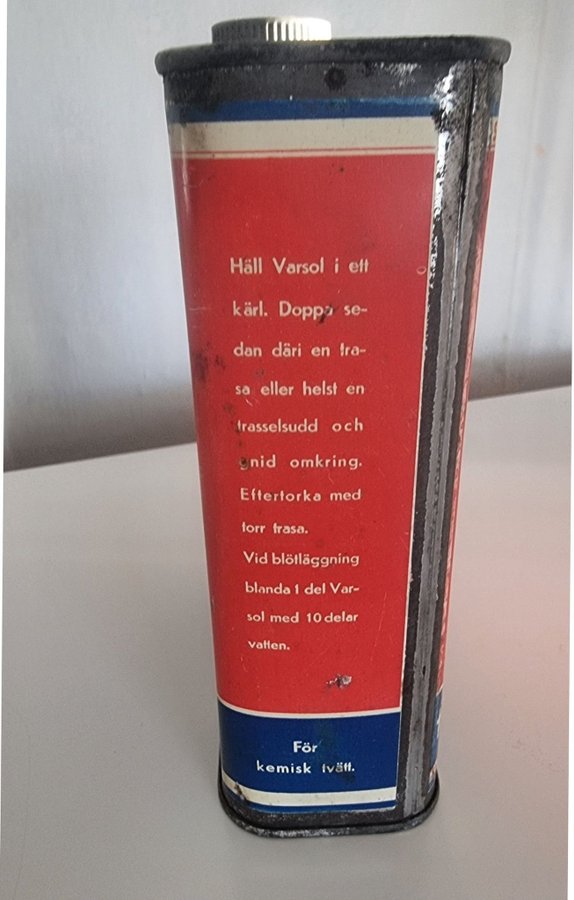 Häll Varsol i ett
kärl. Doppa se-
dan däri en tra-
sa eller helst en
trasselsudd och
gnid omkring.
Eftertorka med
torr trasa.
Vid blötläggning
blanda 1 del Var-
sol med 10 delar
vatten.
För
kemisk tvätt.